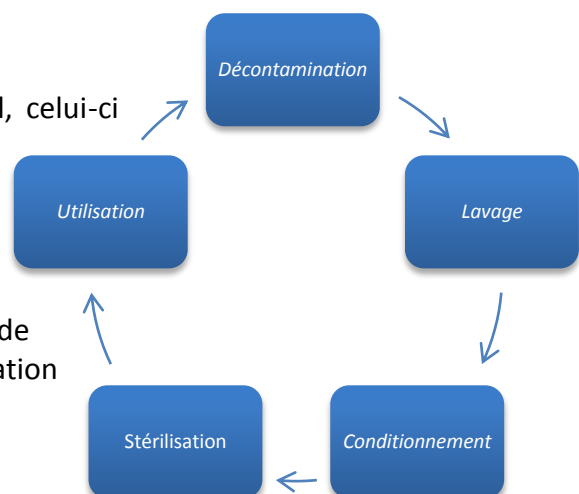 Décontamination
l, celui-ci
Utilisation
Lavage
de
ation
Stérilisation
Conditionnement